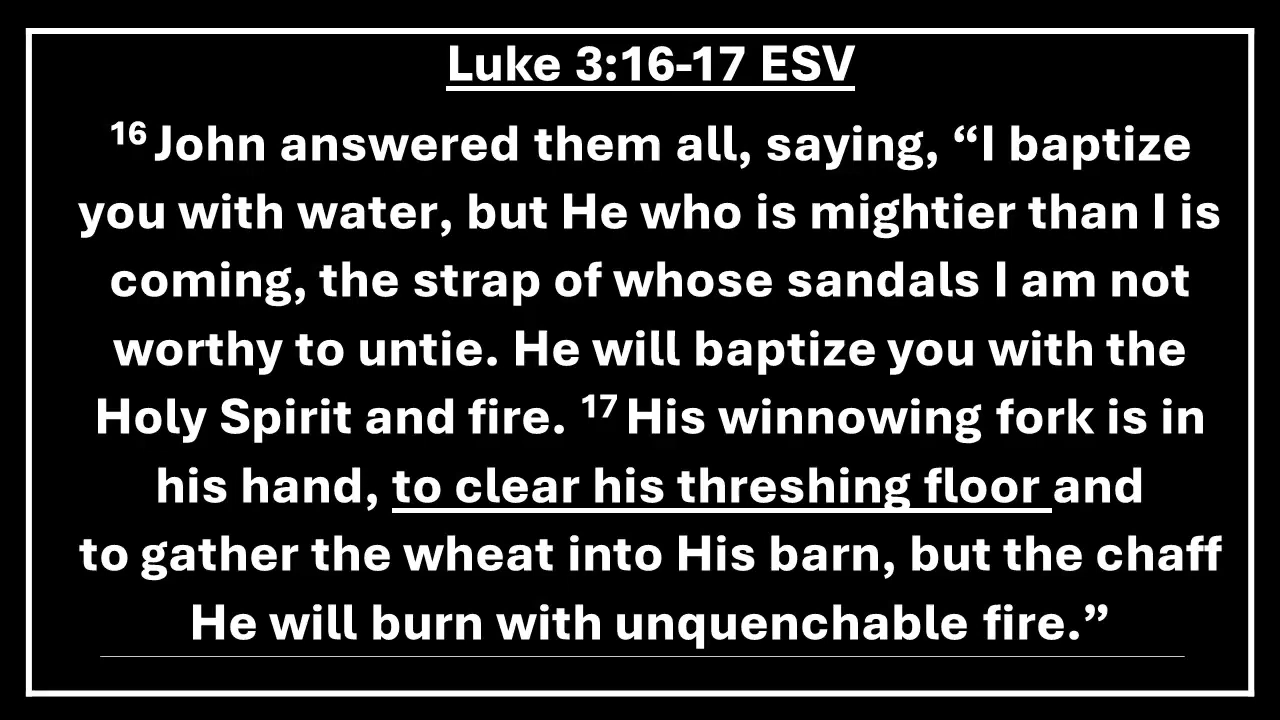 Luke 3:16-17 ESV
16 John answered them all, saying, “I baptize
you with water, but He who is mightier than I is
coming, the strap of whose sandals I am not
worthy to untie. He will baptize you with the
Holy Spirit and fire. 17 His winnowing fork is in
his hand, to clear his threshing floor and
to gather the wheat into His barn, but the chaff
He will burn with unquenchable fire.”